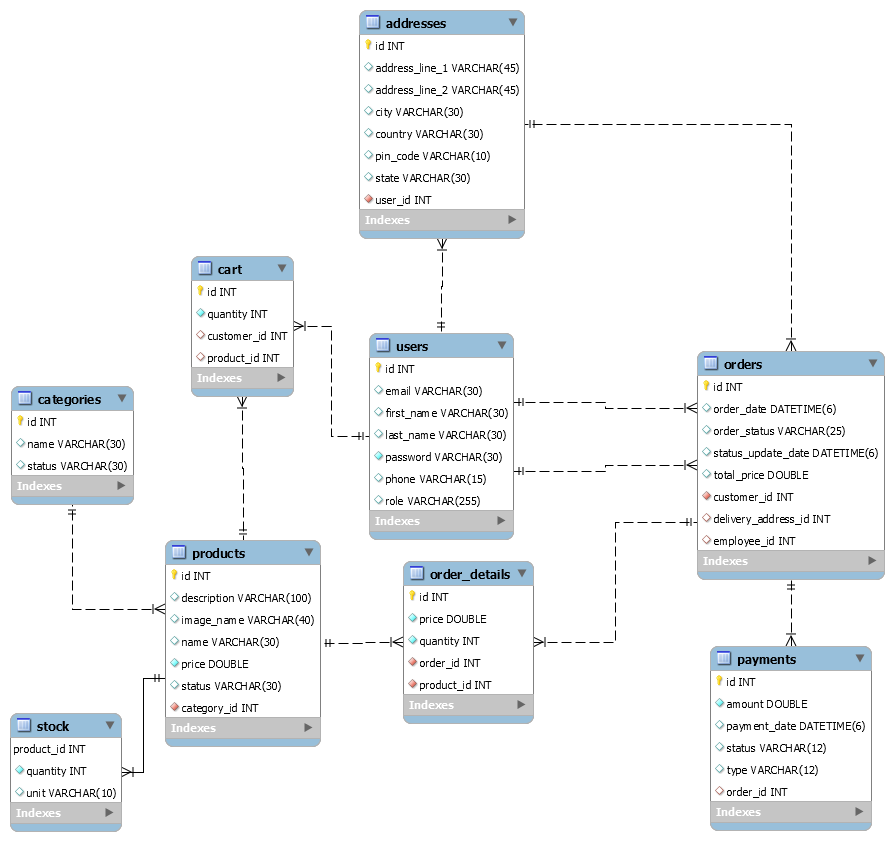 addresses
id INT
address_line_1 VARCHAR(45)
address_line_2 VARCHAR(45)
city VARCHAR(30)
country VARCHAR(30)
pin_code VARCHAR(10)
state VARCHAR(30)
user_id INT
Indexes
cart
id INT
quantity INT
customer_id INT
product_id INT
Indexes
users
id INT
email VARCHAR(30)
first_name VARCHAR(30)
last_name VARCHAR(30)
password VARCHAR(30)
phone VARCHAR(15)
role VARCHAR(255)
Indexes
orders
id INT
order_date DATETIME(6)
order_status VARCHAR(25)
status_update_date DATETIME(6)
total_price DOUBLE
customer_id INT
delivery_address_id INT
employee_id INT
Indexes
categories
id INT
name VARCHAR(30)
status VARCHAR(30)
Indexes
products
id INT
description VARCHAR(100)
image_name VARCHAR(40)
name VARCHAR(30)
price DOUBLE
status VARCHAR(30)
category_id INT
Indexes
order_details
id INT
price DOUBLE
quantity INT
order_id INT
product_id INT
Indexes
payments
id INT
amount DOUBLE
payment_date DATETIME(6)
status VARCHAR(12)
type VARCHAR(12)
order_id INT
Indexes
stock
product_id INT
quantity INT
unit VARCHAR(10)
Indexes